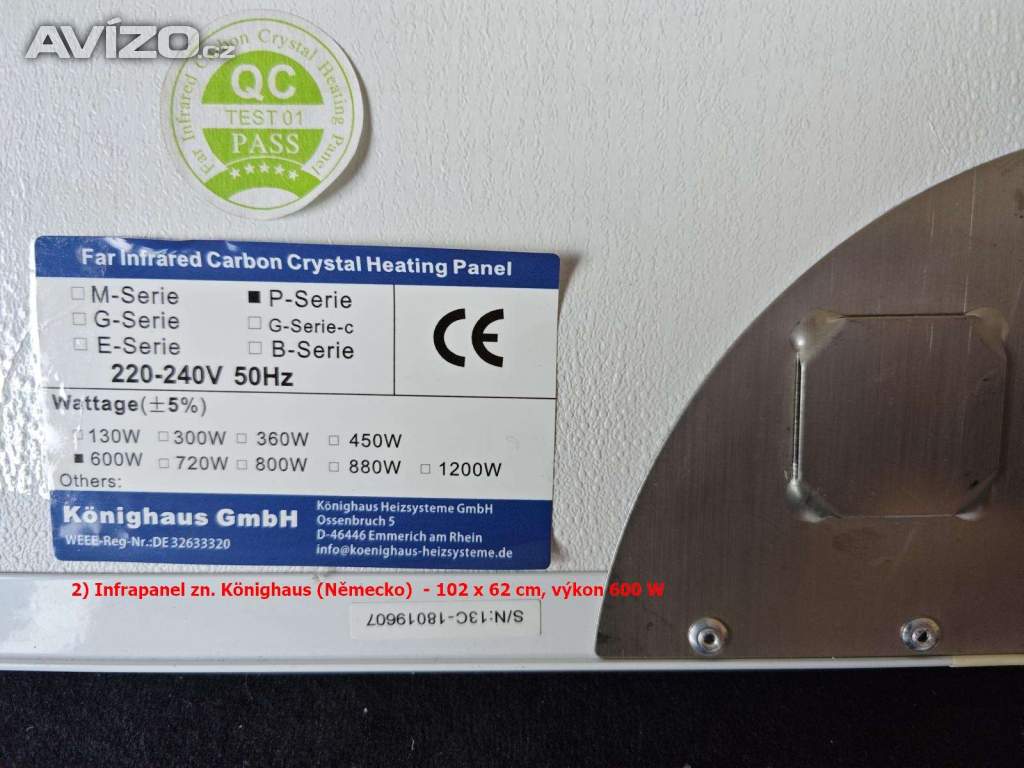 AVÍZO.cz
Far Infrared Carbon Crystal Heating Panel
QC
TEST 01
PASS
★★★★★
Far Infrared Carbon Crystal Heating Panel
☐ M-Serie ■ P-Serie
☐ G-Serie ☐ G-Serie-c
☐ E-Serie ☐ B-Serie
220-240V 50Hz
CE
Wattage(±5%)
☐ 130W ☐ 300W ☐ 360W ☐ 450W
■ 600W ☐ 720W ☐ 800W ☐ 880W ☐ 1200W
Others:
Könighaus GmbH
WEEE-Reg-Nr.:DE 32633320
Könighaus Heizsysteme GmbH
Ossenbruch 5
D-46446 Emmerich am Rhein
info@koenighaus-heizsysteme.de
2) Infrapanel zn. Könighaus (Německo) - 102 x 62 cm, výkon 600 W
S/N:13C-18019607